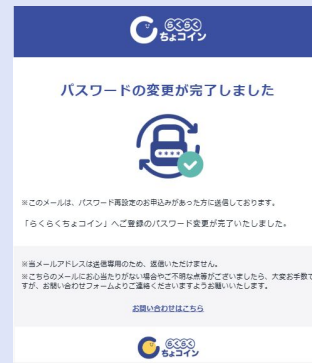 らくらく
ちょコイン
パスワードの変更が完了しました
※このメールは、パスワード再設定のお申込みがあった方に送信しております。
「らくらくちょコイン」へご登録のパスワード変更が完了いたしました。
※当メールアドレスは送信専用のため、返信いただけません。
※こちらのメールにお心当たりがない場合やご不明な点等がございましたら、大変お手数で
すが、お問い合わせフォームよりご連絡くださいますようお願いいたします。
お問い合わせはこちら
らくらく
ちょコイン